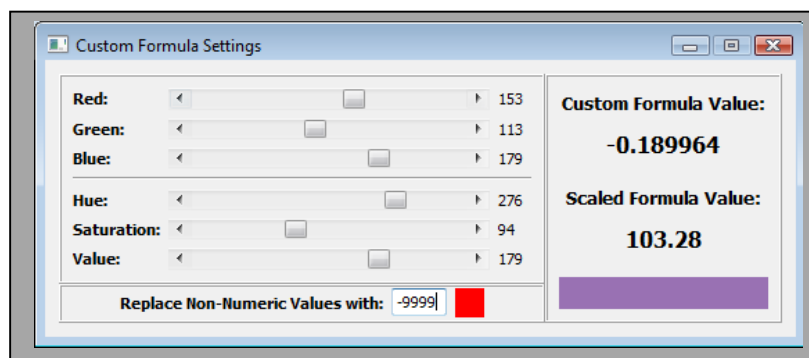 Custom Formula Settings
Red: 153
Green: 113
Blue: 179
Hue: 276
Saturation: 94
Value: 179
Replace Non-Numeric Values with: -9999
Custom Formula Value:
-0.189964
Scaled Formula Value:
103.28